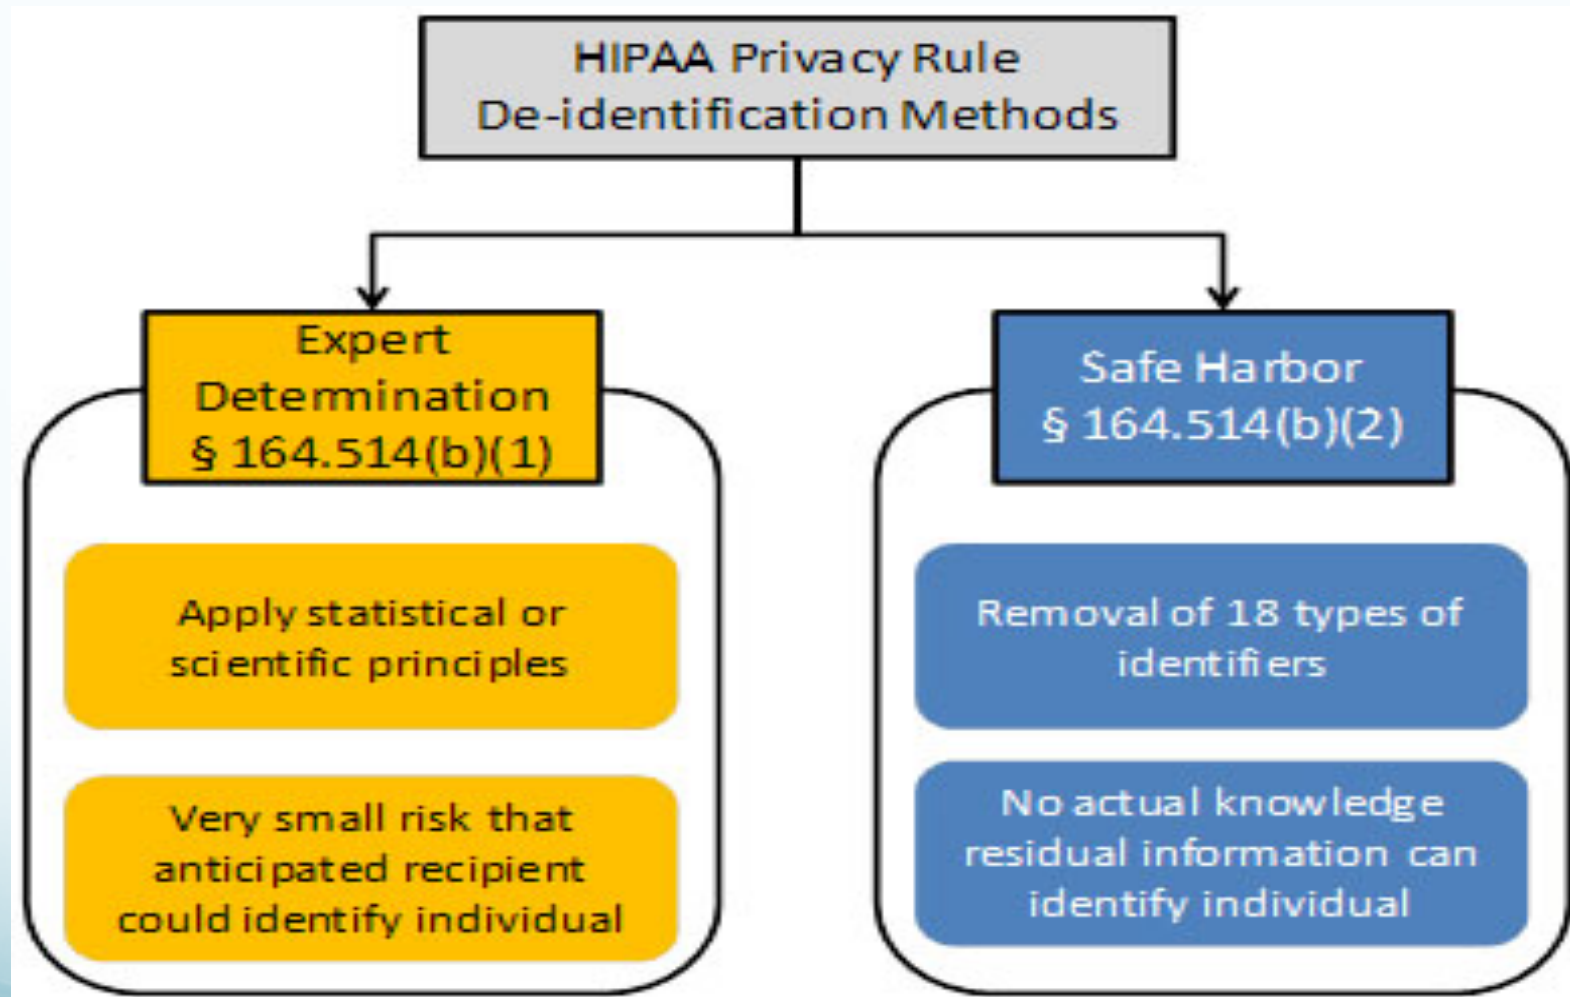 HIPAA Privacy Rule
De-identification Methods
Expert
Determination
§ 164.514(b)(1)
Apply statistical or
scientific principles
Very small risk that
anticipated recipient
could identify individual
Safe Harbor
§ 164.514(b)(2)
Removal of 18 types of
identifiers
No actual knowledge
residual information can
identify individual